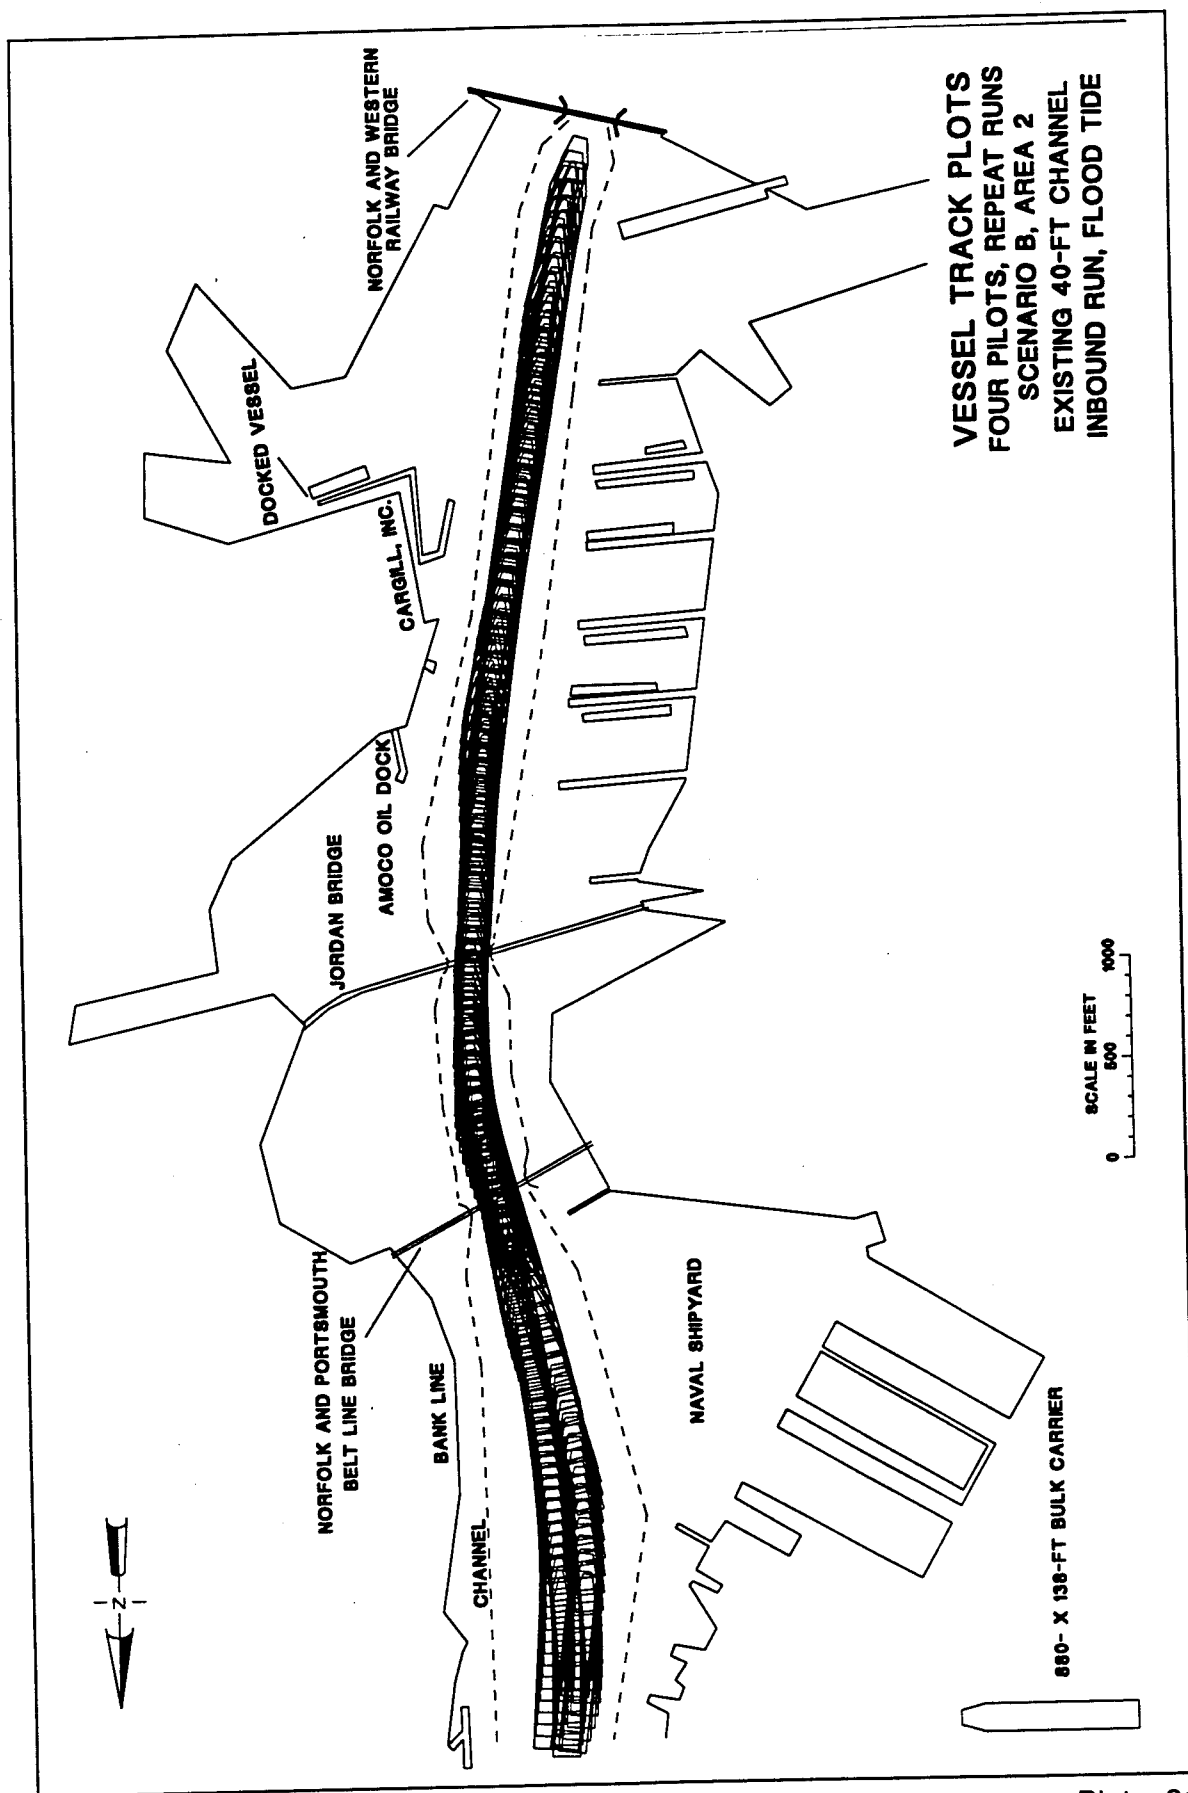 NORFOLK AND WESTERN
RAILWAY BRIDGE
DOCKED VESSEL
CARGILL, INC.
AMOCO OIL DOCK
JORDAN BRIDGE
NORFOLK AND PORTSMOUTH
BELT LINE BRIDGE
BANK LINE
CHANNEL
NAVAL SHIPYARD
N
VESSEL TRACK PLOTS
FOUR PILOTS, REPEAT RUNS
SCENARIO B, AREA 2
EXISTING 40-FT CHANNEL
INBOUND RUN, FLOOD TIDE
SCALE IN FEET
0 500 1000
880- X 138-FT BULK CARRIER